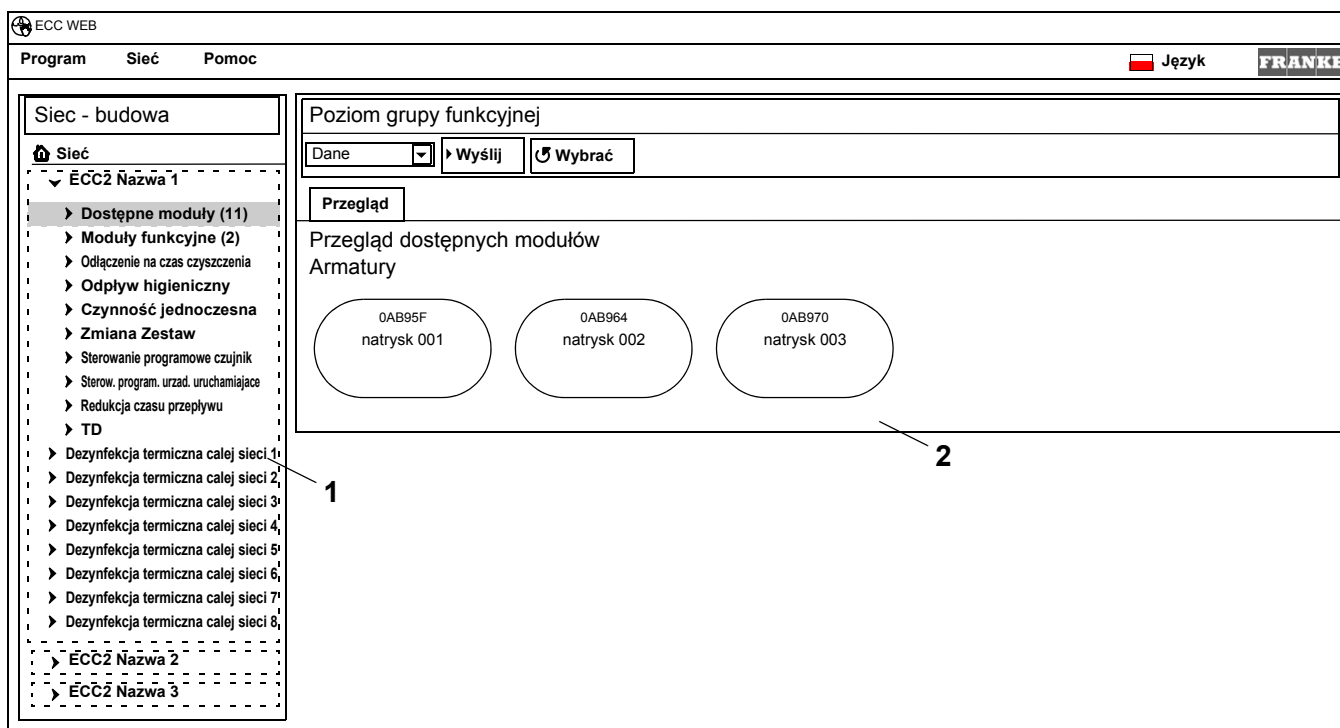 ECC WEB
Program Sieć Pomoc Język FRANKE
Siec - budowa
Sieć
ECC2 Nazwa 1
Dostępne moduły (11)
Moduły funkcyjne (2)
Odłączenie na czas czyszczenia
Odpływ higieniczny
Czynność jednoczesna
Zmiana Zestaw
Sterowanie programowe czujnik
Sterow. program. urzad. uruchamiajace
Redukcja czasu przepływu
TD
Dezynfekcja termiczna calej sieci 1
Dezynfekcja termiczna calej sieci 2
Dezynfekcja termiczna calej sieci 3
Dezynfekcja termiczna calej sieci 4
Dezynfekcja termiczna calej sieci 5
Dezynfekcja termiczna calej sieci 6
Dezynfekcja termiczna calej sieci 7
Dezynfekcja termiczna calej sieci 8
ECC2 Nazwa 2
ECC2 Nazwa 3
1
Poziom grupy funkcyjnej
Dane Wyślij Wybrać
Przegląd
Przegląd dostępnych modułów
Armatury
0AB95F
natrysk 001
0AB964
natrysk 002
0AB970
natrysk 003
2